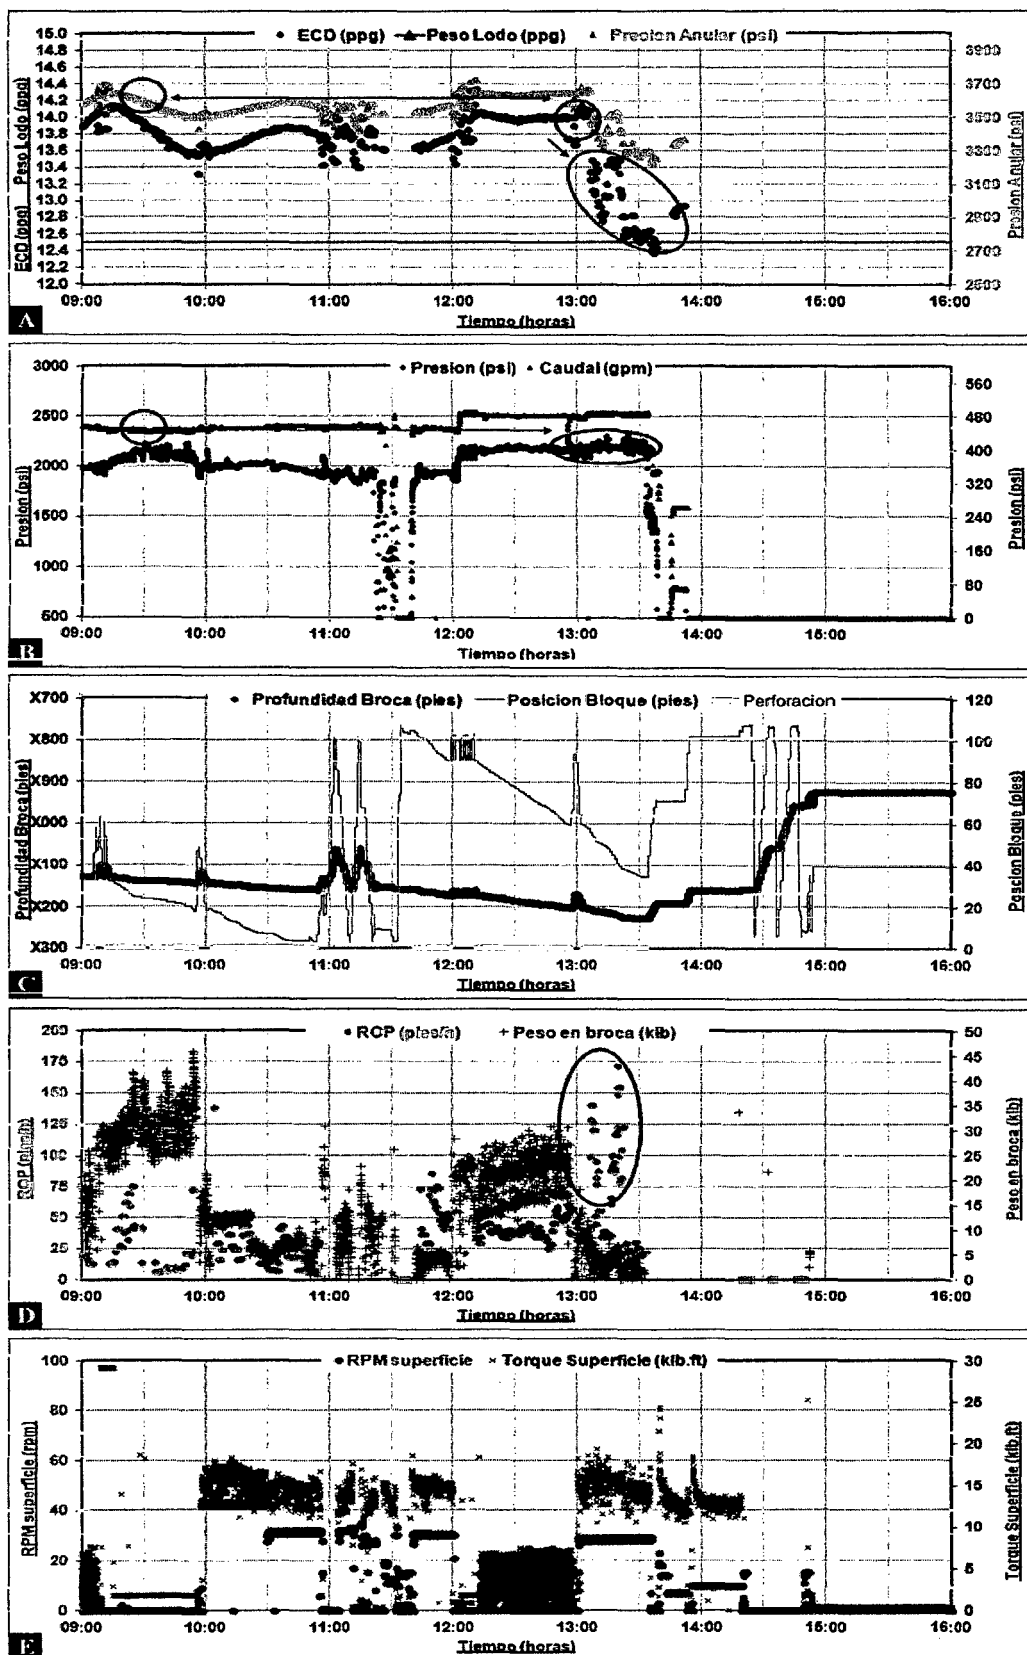 ECD (ppg) Peso Lodo (ppg) Presion Anular (psi)
15.0
14.8
14.6
14.4
14.2
14.0
13.8
13.6
13.4
13.2
13.0
12.8
12.6
12.4
12.2
12.0
ECD (ppg) Peso Lodo (ppg)
3900
3700
3500
3300
3100
2900
2700
2500
Presion Anular (psi)
09:00 10:00 11:00 12:00 13:00 14:00 15:00 16:00
Tiempo (horas)
A
Presion (psi) Caudal (gpm)
3000
2500
2000
1500
1000
500
Presion (psi)
560
480
400
320
240
160
80
0
Presion (psi)
09:00 10:00 11:00 12:00 13:00 14:00 15:00 16:00
Tiempo (horas)
B
Profundidad Broca (pies) Posicion Bloque (pies) Perforacion
X700
X800
X900
X000
X100
X200
X300
Profundidad Broca (pies)
120
100
80
60
40
20
0
Poscion Bloque (pies)
09:00 10:00 11:00 12:00 13:00 14:00 15:00 16:00
Tiempo (horas)
C
ROP (pies/h) Peso en broca (klb)
200
175
150
125
100
75
50
25
0
ROP (pies/h)
50
45
40
35
30
25
20
15
10
5
0
Peso en broca (klb)
09:00 10:00 11:00 12:00 13:00 14:00 15:00 16:00
Tiempo (horas)
D
RPM superficie Torque Superficie (klb.ft)
100
80
60
40
20
0
RPM superficie (rpm)
30
25
20
15
10
5
0
Torque Superficie (klb.ft)
09:00 10:00 11:00 12:00 13:00 14:00 15:00 16:00
Tiempo (horas)
E